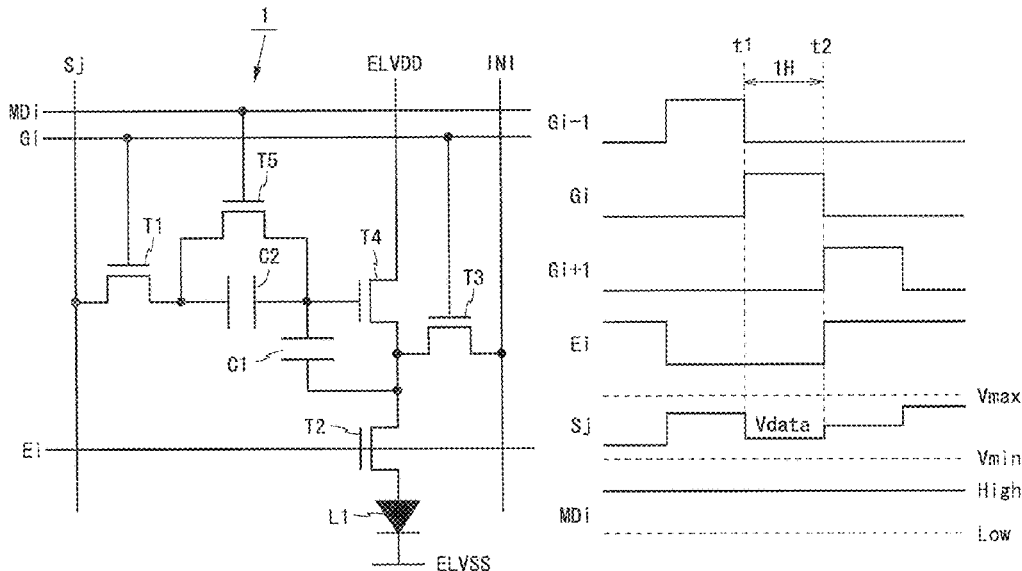 1
Sj
ELVDD
INI
MDi
Gi
T5
T1
C2
T4
T3
C1
T2
Ei
L1
ELVSS
t1
t2
1H
Gi-1
Gi
Gi+1
Ei
Vmax
Sj
Vdata
Vmin
High
MDi
Low